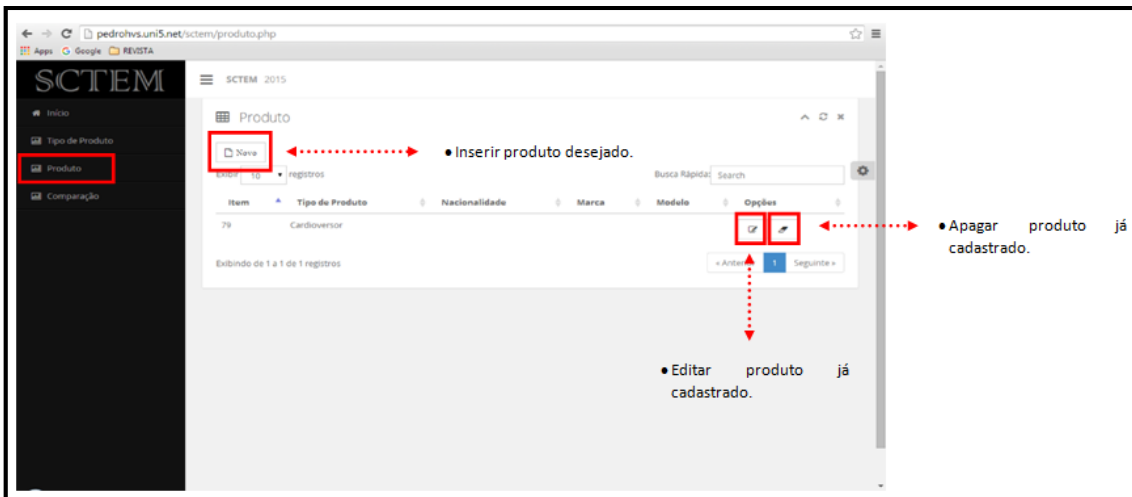 pedrohvs.uni5.net/sctem/produto.php
Apps Google REVISTA
SCTEM
SCTEM 2015
Início
Produto
Tipo de Produto
Novo
• Inserir produto desejado.
Produto
Exibir 10 registros
Busca Rápida: Search
Comparação
Item Tipo de Produto Nacionalidade Marca Modelo Opções
79 Cardioversor
• Apagar produto já
cadastrado.
Exibindo de 1 a 1 de 1 registros
« Anterior 1 Seguinte »
• Editar produto já
cadastrado.